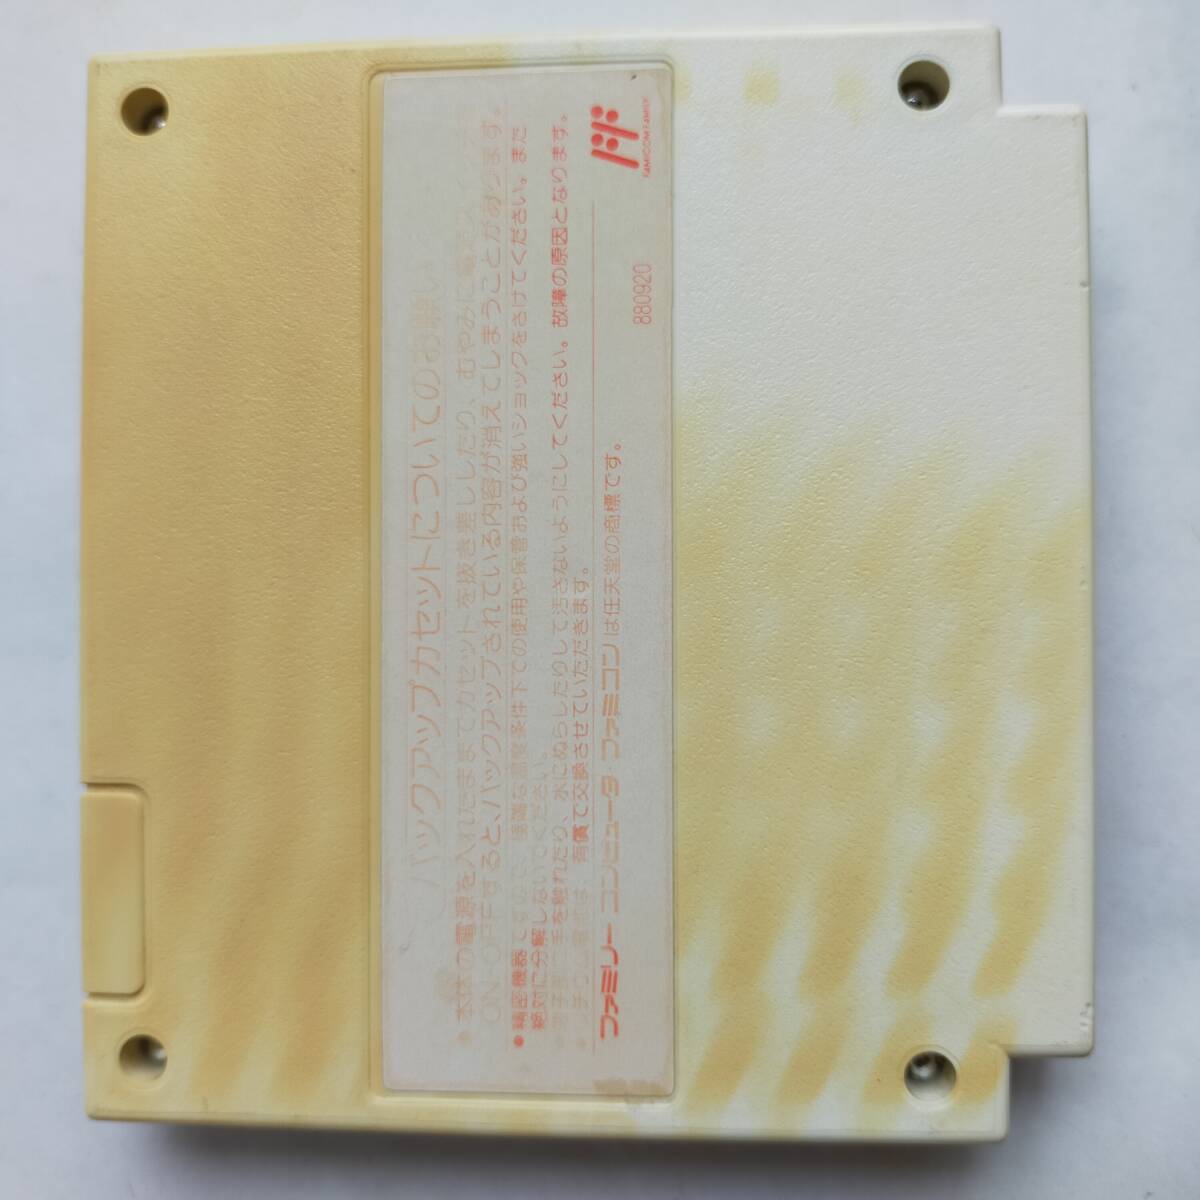 バックアップカセットについてのお願い
●本体の電源を入れたままでカセットを抜き差ししたり、むやみに電源
ON・OFFすると、バックアップされている内容が消えてしまうことがあります。
●精密機器ですので、極端な温度条件下での使用や保管および強いショックをさけてください。また
絶対に分解しないでください。
●端子部に手を触れたり、水にぬらしたりして汚さないようにしてください。故障の原因となります。
有償で交換させていただきます。
ファミリーコンピュータ・ファミコンは任天堂の商標です。
880920
FAMICOM FAMILY